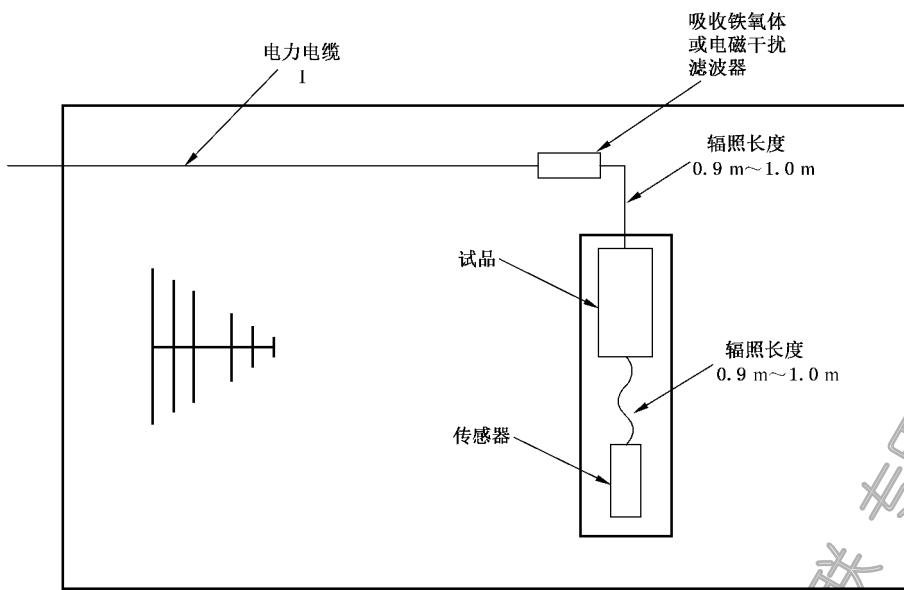 吸收铁氧体
或电磁干扰
滤波器
电力电缆
I
辐照长度
0.9 m～1.0 m
试品
辐照长度
0.9 m～1.0 m
传感器
联 专